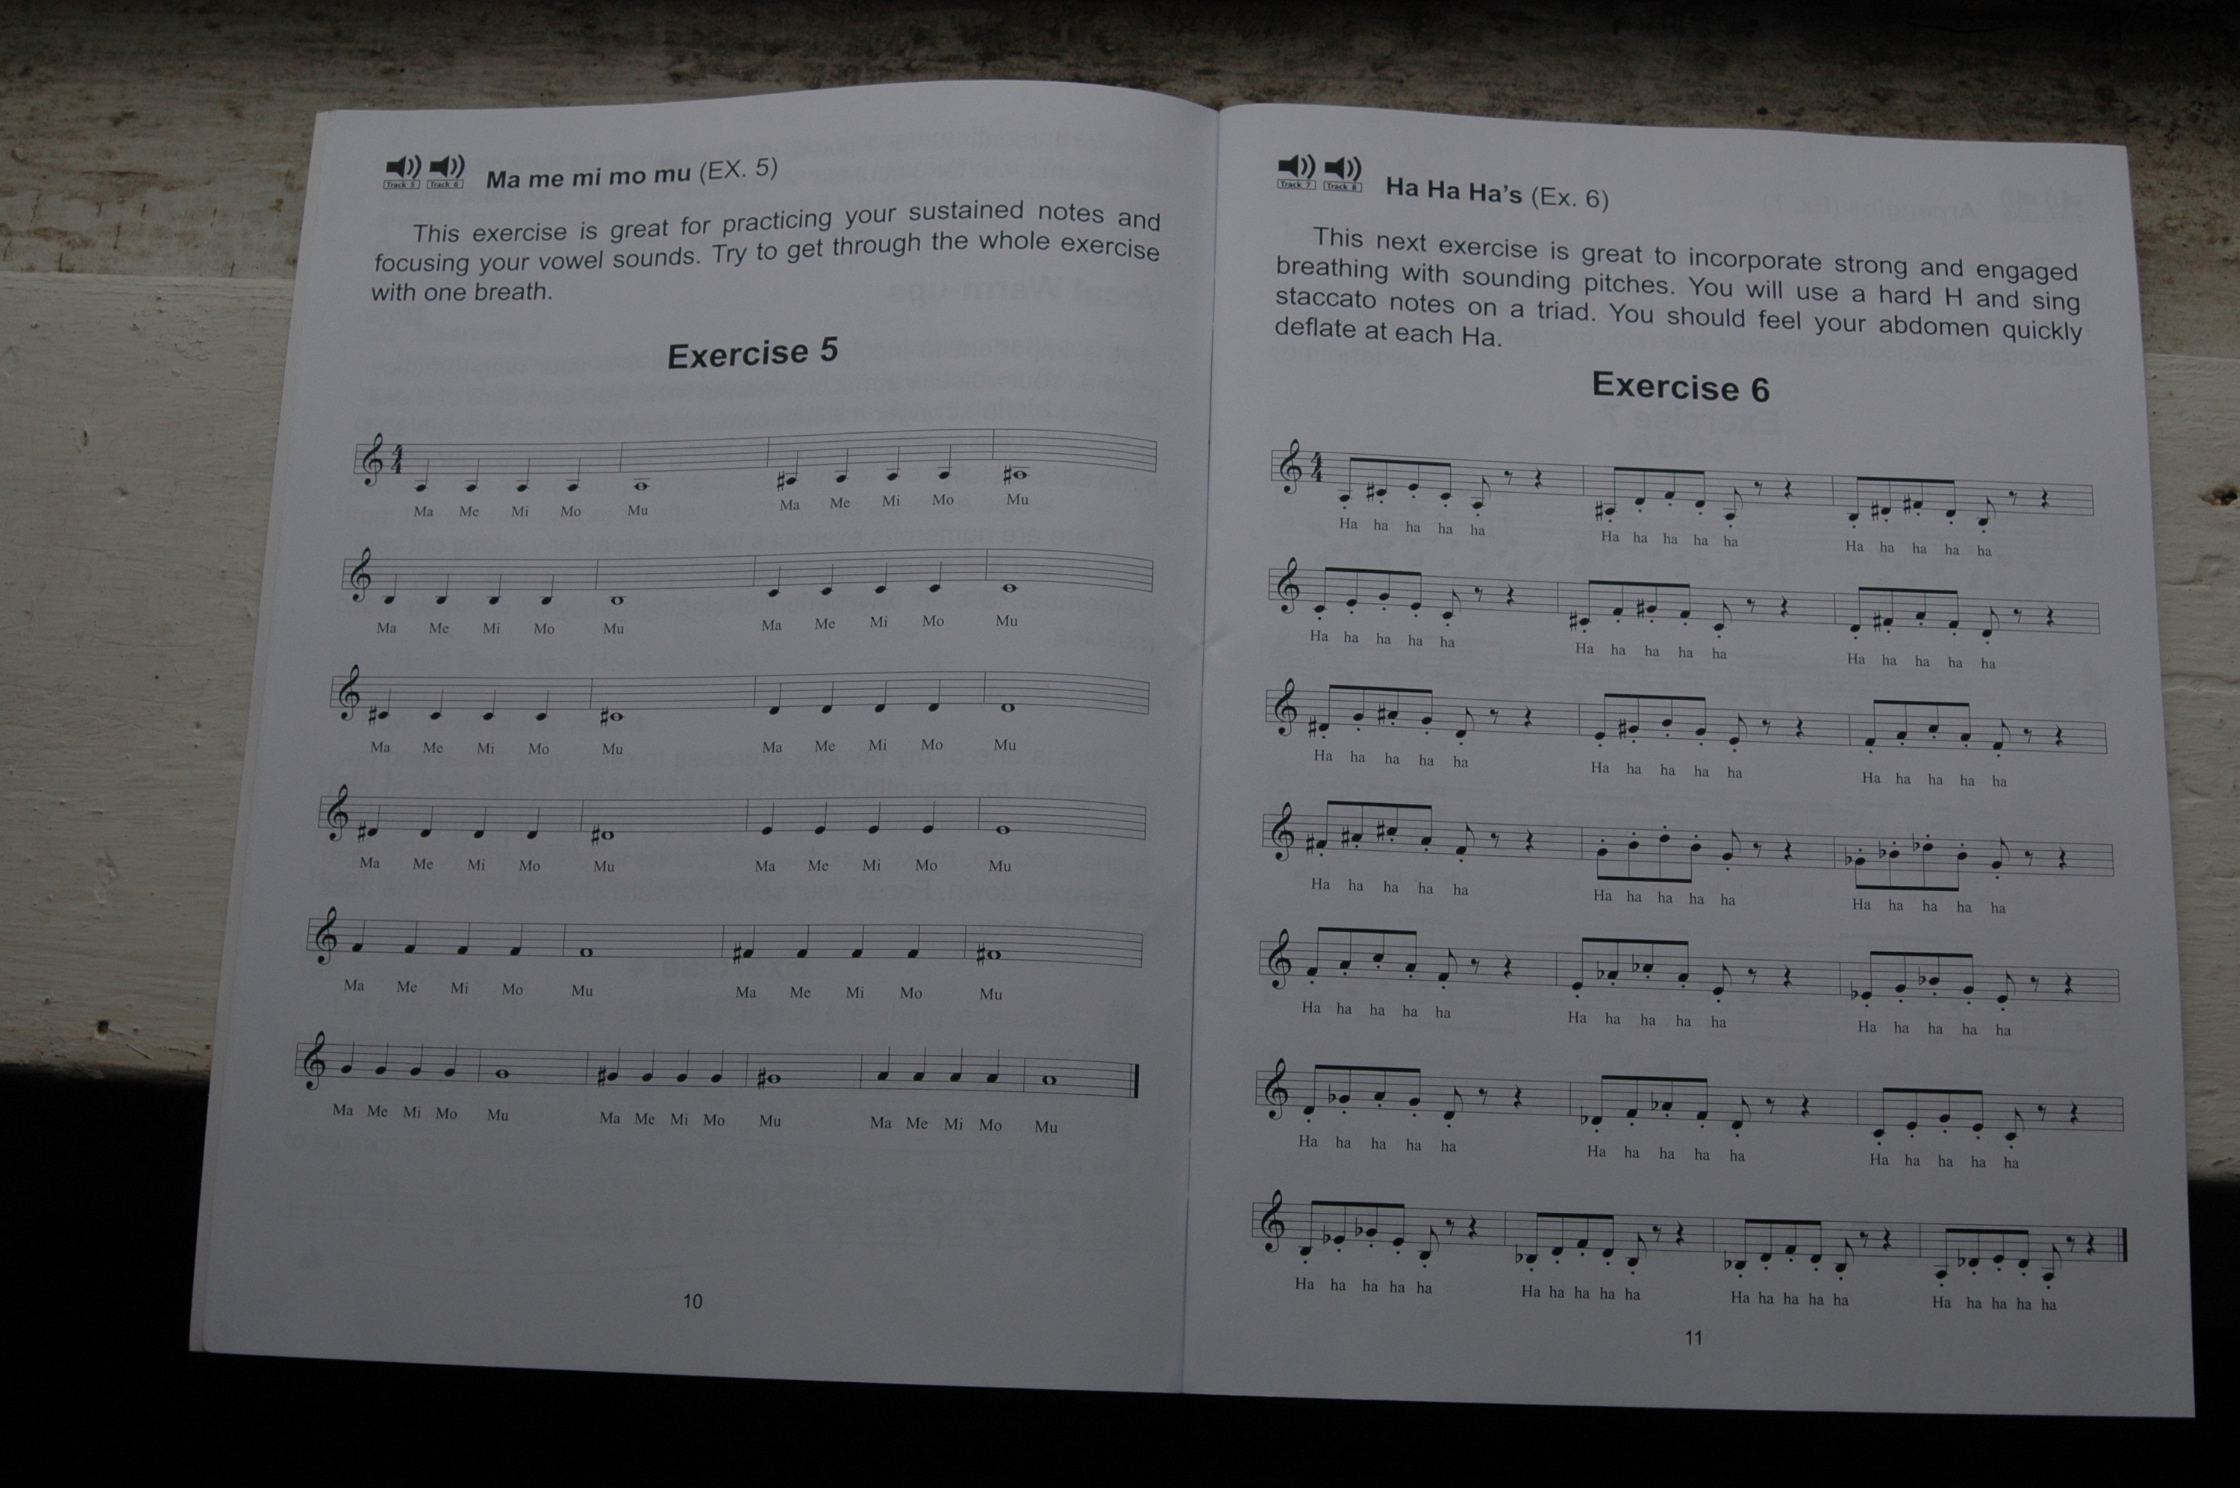 Track 5 Track 6 Ma me mi mo mu (EX. 5)
This exercise is great for practicing your sustained notes and
focusing your vowel sounds. Try to get through the whole exercise
with one breath.
Exercise 5
Ma Me Mi Mo Mu Ma Me Mi Mo Mu
Ma Me Mi Mo Mu Ma Me Mi Mo Mu
Ma Me Mi Mo Mu Ma Me Mi Mo Mu
Ma Me Mi Mo Mu Ma Me Mi Mo Mu
Ma Me Mi Mo Mu Ma Me Mi Mo Mu
Ma Me Mi Mo Mu Ma Me Mi Mo Mu Ma Me Mi Mo Mu
10
Track 7 Track 8 Ha Ha Ha's (Ex. 6)
This next exercise is great to incorporate strong and engaged
breathing with sounding pitches. You will use a hard H and sing
staccato notes on a triad. You should feel your abdomen quickly
deflate at each Ha.
Exercise 6
Ha ha ha ha ha Ha ha ha ha ha Ha ha ha ha ha
Ha ha ha ha ha Ha ha ha ha ha Ha ha ha ha ha
Ha ha ha ha ha Ha ha ha ha ha Ha ha ha ha ha
Ha ha ha ha ha Ha ha ha ha ha Ha ha ha ha ha
Ha ha ha ha ha Ha ha ha ha ha Ha ha ha ha ha
Ha ha ha ha ha Ha ha ha ha ha Ha ha ha ha ha
Ha ha ha ha ha Ha ha ha ha ha Ha ha ha ha ha Ha ha ha ha ha
11